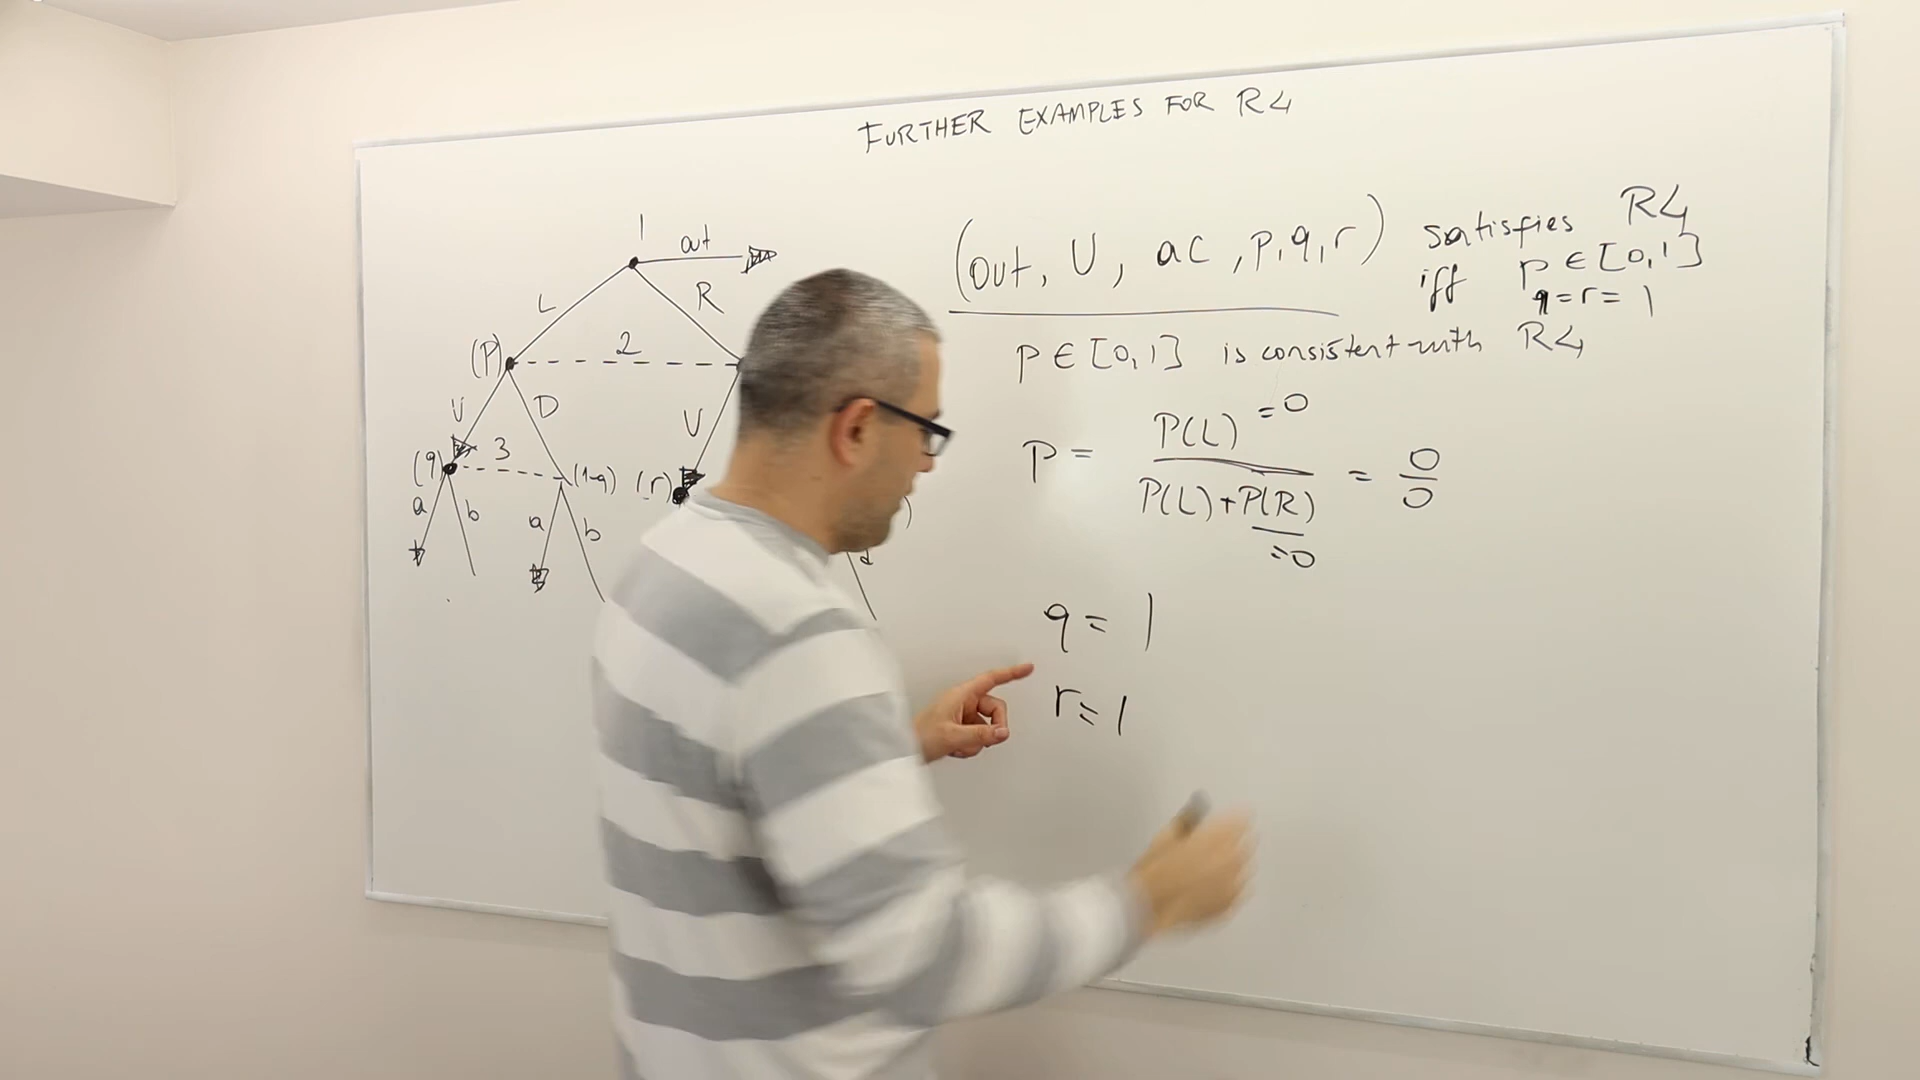 FURTHER EXAMPLES FOR R4
1
out
L
R
(p)
2
U
D
U
(q)
3
(1-q)
(r)
)
a
b
a
b
d
(out, U, ac, p, q, r) satisfies R4
iff p ∈ [0,1]
q=r=1
p ∈ [0,1] is consistent with R4
P = P(L) =0 / P(L)+P(R) =0 = 0/0
q = 1
r = 1